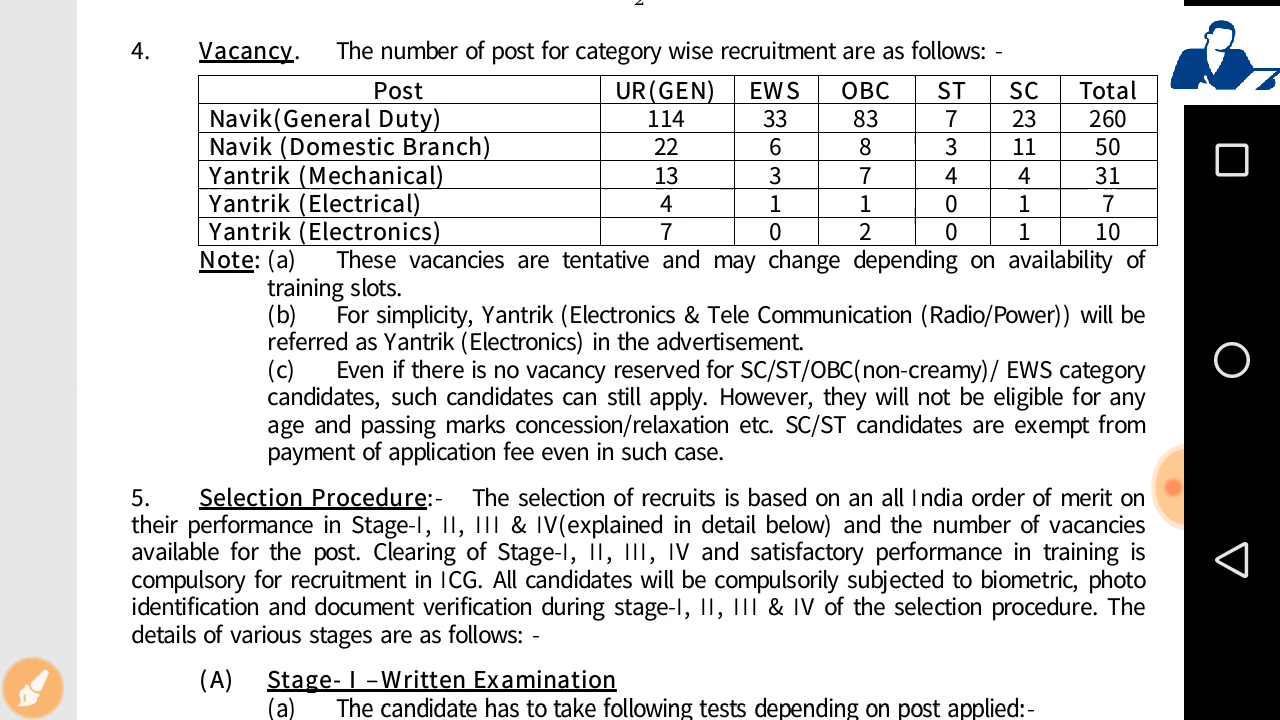 4. Vacancy. The number of post for category wise recruitment are as follows: -
Post UR(GEN) EWS OBC ST SC Total
Navik(General Duty) 114 33 83 7 23 260
Navik (Domestic Branch) 22 6 8 3 11 50
Yantrik (Mechanical) 13 3 7 4 4 31
Yantrik (Electrical) 4 1 1 0 1 7
Yantrik (Electronics) 7 0 2 0 1 10
Note: (a) These vacancies are tentative and may change depending on availability of
training slots.
(b) For simplicity, Yantrik (Electronics & Tele Communication (Radio/Power)) will be
referred as Yantrik (Electronics) in the advertisement.
(c) Even if there is no vacancy reserved for SC/ST/OBC(non-creamy)/ EWS category
candidates, such candidates can still apply. However, they will not be eligible for any
age and passing marks concession/relaxation etc. SC/ST candidates are exempt from
payment of application fee even in such case.
5. Selection Procedure:- The selection of recruits is based on an all India order of merit on
their performance in Stage-I, II, III & IV(explained in detail below) and the number of vacancies
available for the post. Clearing of Stage-I, II, III, IV and satisfactory performance in training is
compulsory for recruitment in ICG. All candidates will be compulsorily subjected to biometric, photo
identification and document verification during stage-I, II, III & IV of the selection procedure. The
details of various stages are as follows: -
(A) Stage- I –Written Examination
(a) The candidate has to take following tests depending on post applied:-